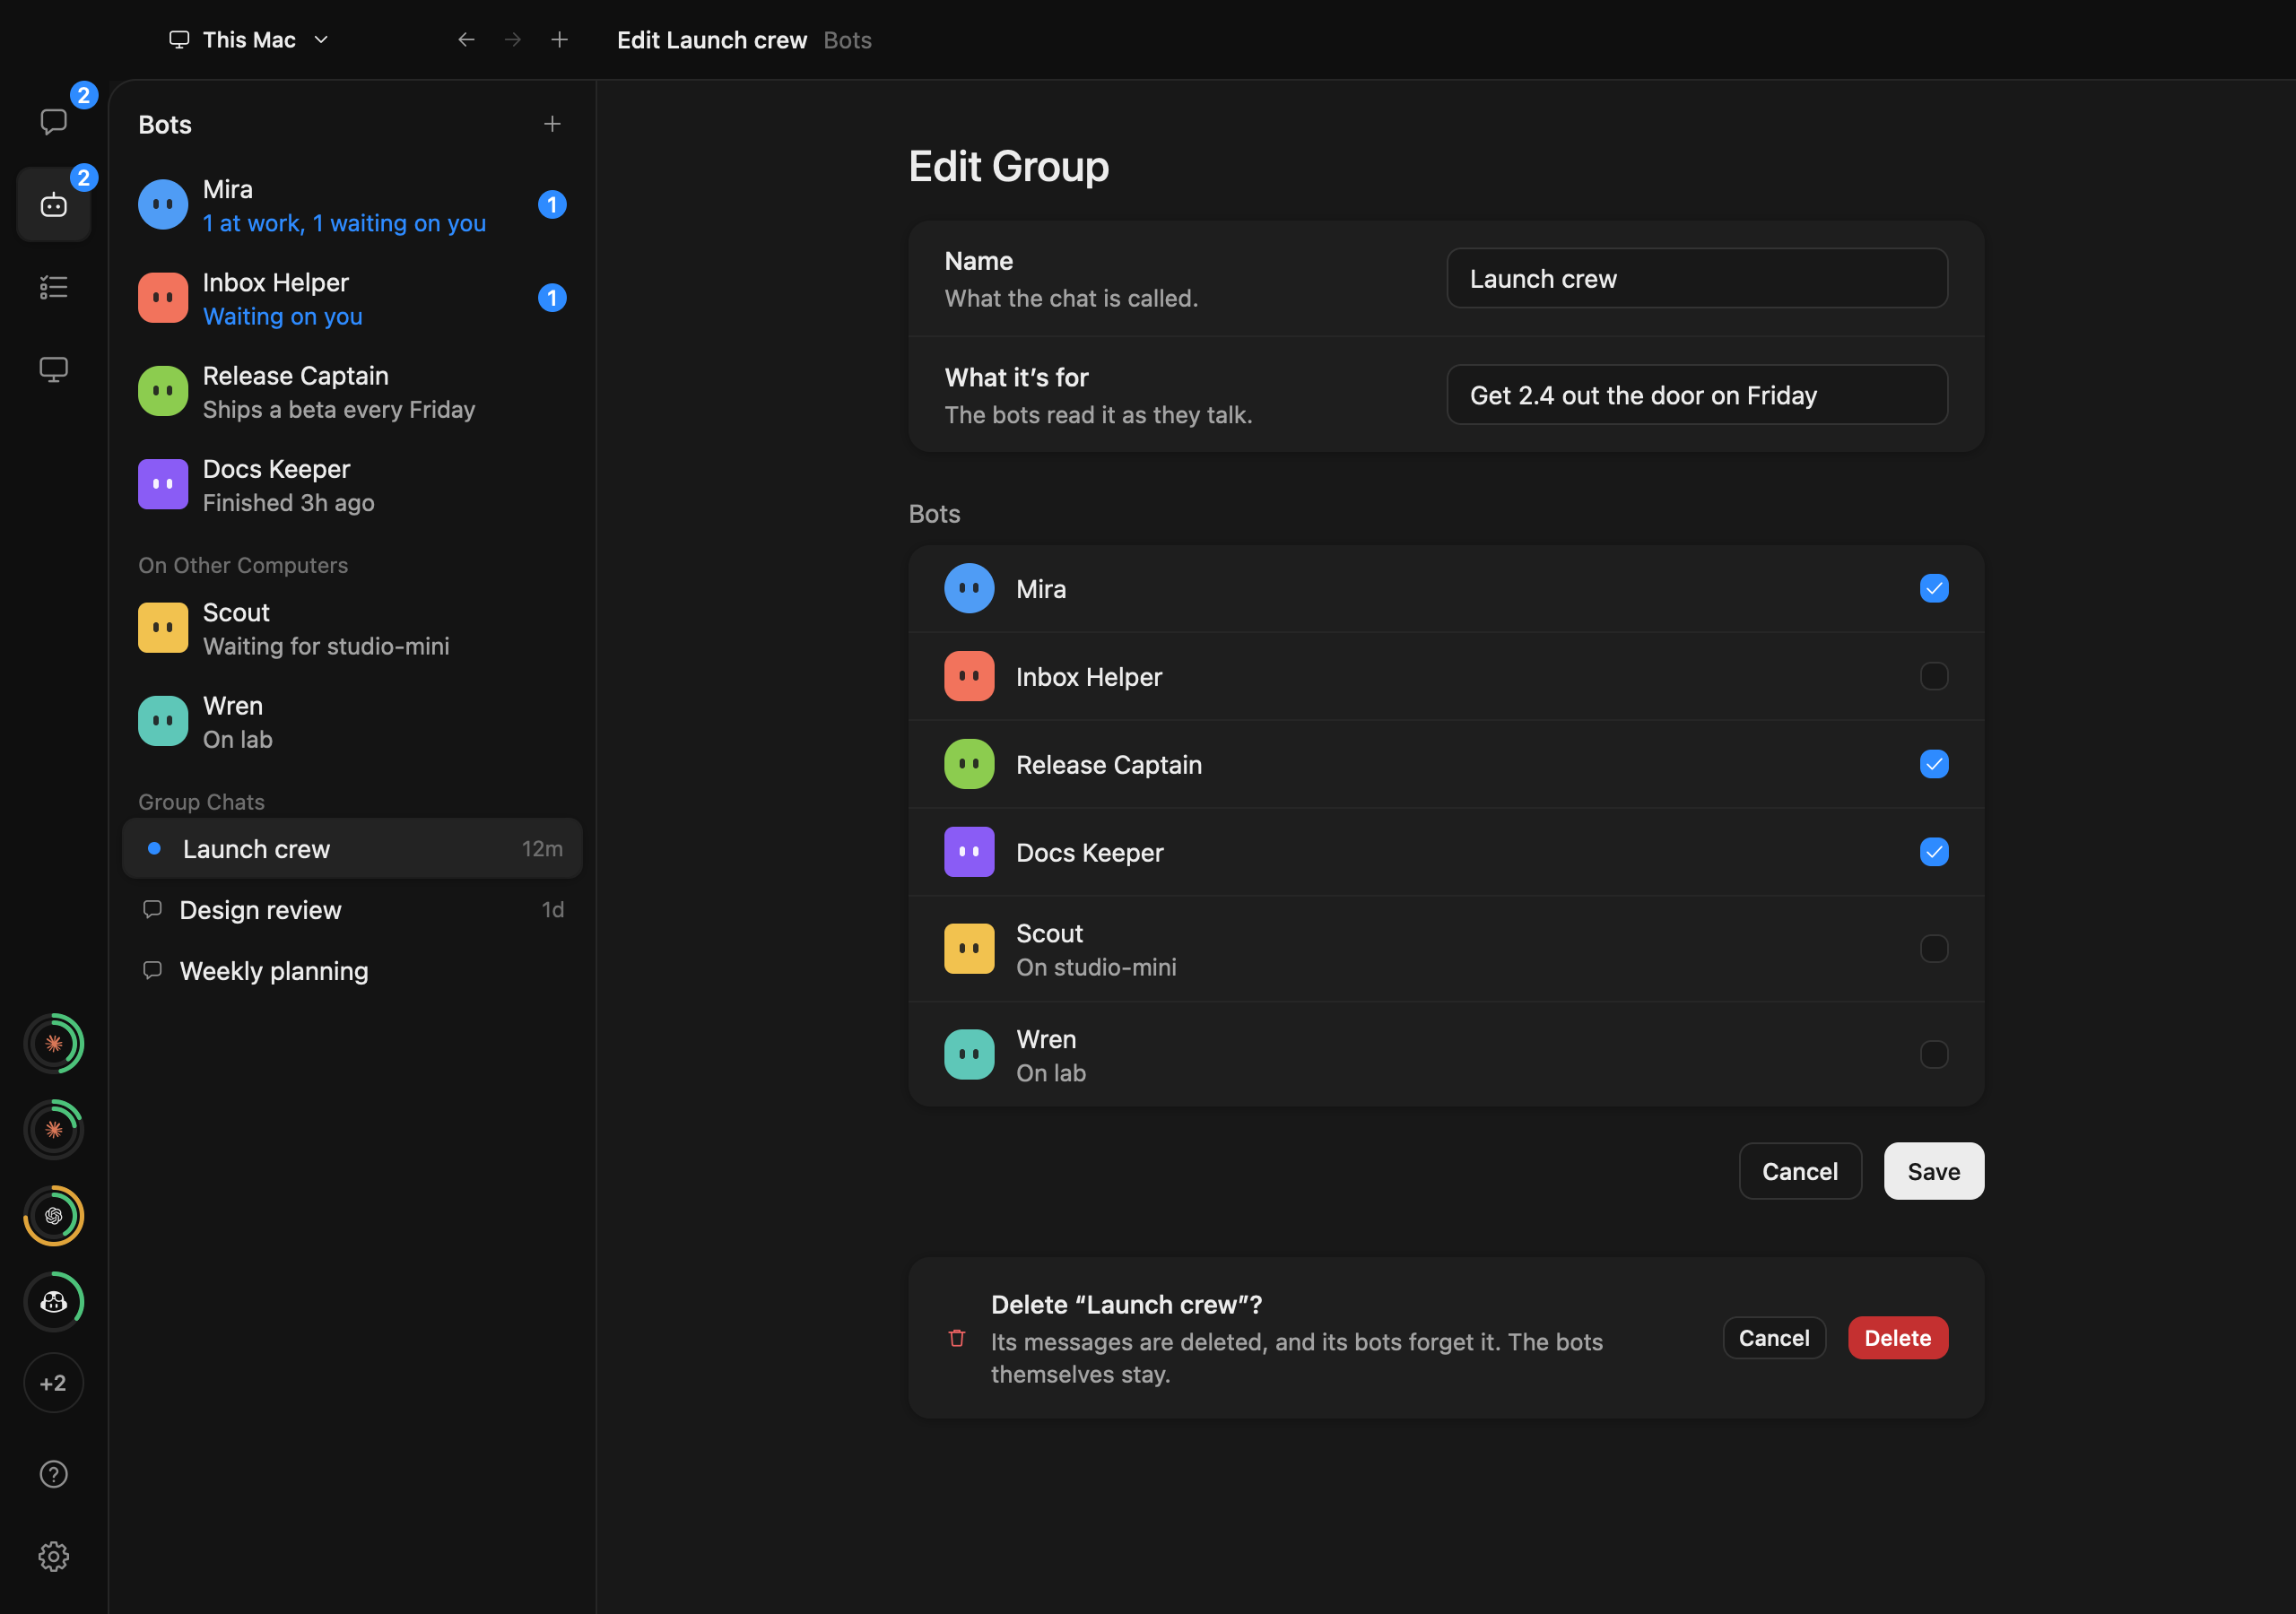 This Mac
Edit Launch crew Bots
2
2
Bots
Mira
1 at work, 1 waiting on you
1
Inbox Helper
Waiting on you
1
Release Captain
Ships a beta every Friday
Docs Keeper
Finished 3h ago
On Other Computers
Scout
Waiting for studio-mini
Wren
On lab
Group Chats
Launch crew 12m
Design review 1d
Weekly planning
+2
Edit Group
Name
What the chat is called.
Launch crew
What it’s for
The bots read it as they talk.
Get 2.4 out the door on Friday
Bots
Mira
Inbox Helper
Release Captain
Docs Keeper
Scout
On studio-mini
Wren
On lab
Cancel Save
Delete “Launch crew”?
Its messages are deleted, and its bots forget it. The bots
themselves stay.
Cancel Delete